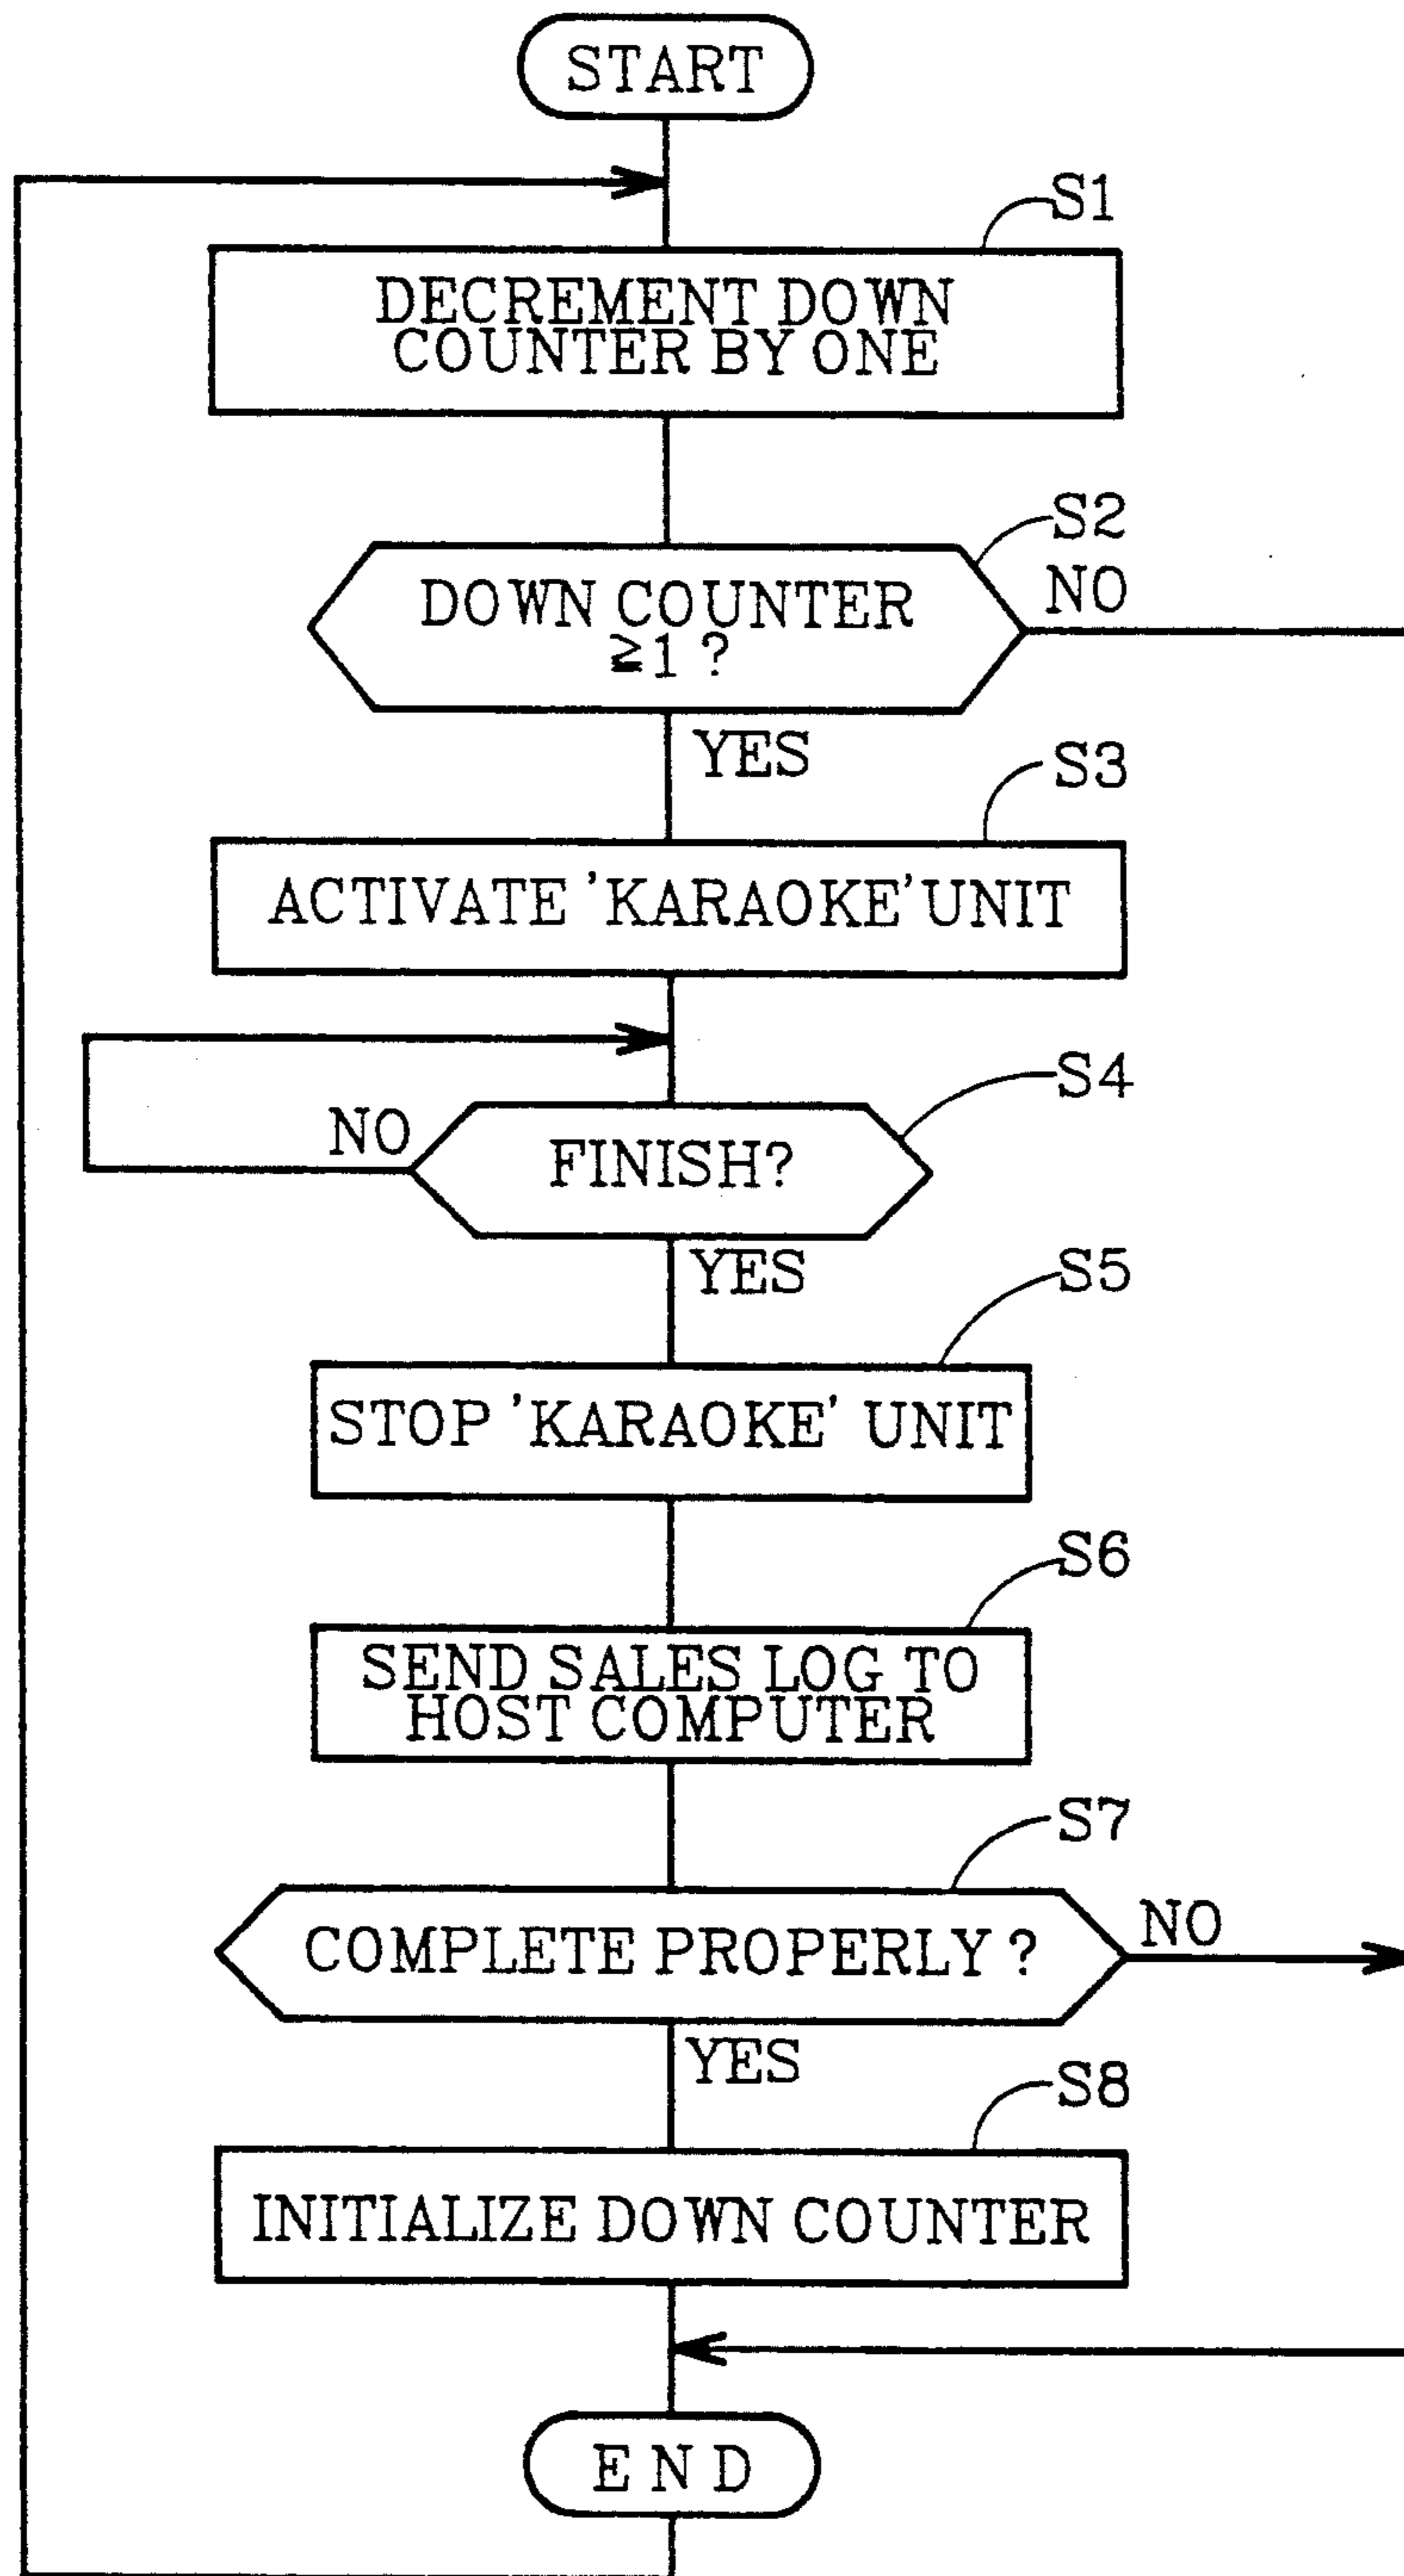 START
S1
DECREMENT DOWN
COUNTER BY ONE
S2
DOWN COUNTER
≧1 ?
NO
YES
S3
ACTIVATE 'KARAOKE' UNIT
S4
NO
FINISH?
YES
S5
STOP 'KARAOKE' UNIT
S6
SEND SALES LOG TO
HOST COMPUTER
S7
COMPLETE PROPERLY ?
NO
YES
S8
INITIALIZE DOWN COUNTER
END